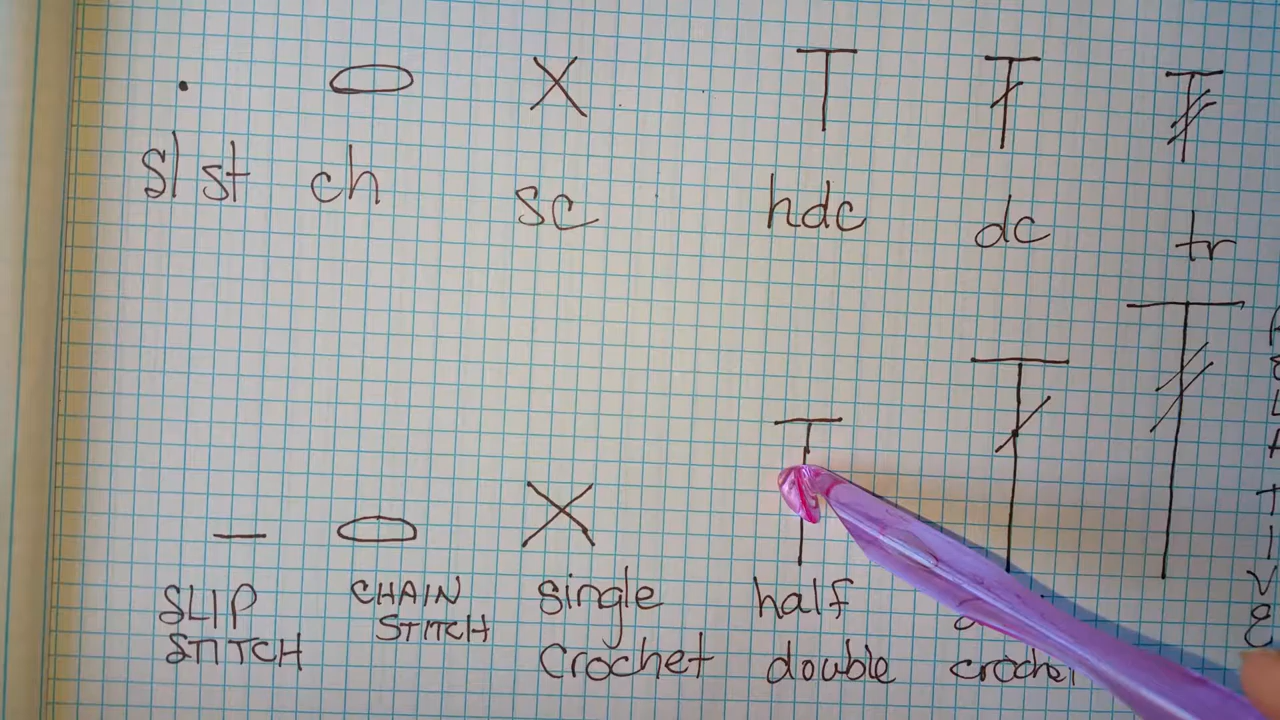 sl st ch sc hdc dc tr
SLIP CHAIN single half
STITCH STITCH crochet double crochet